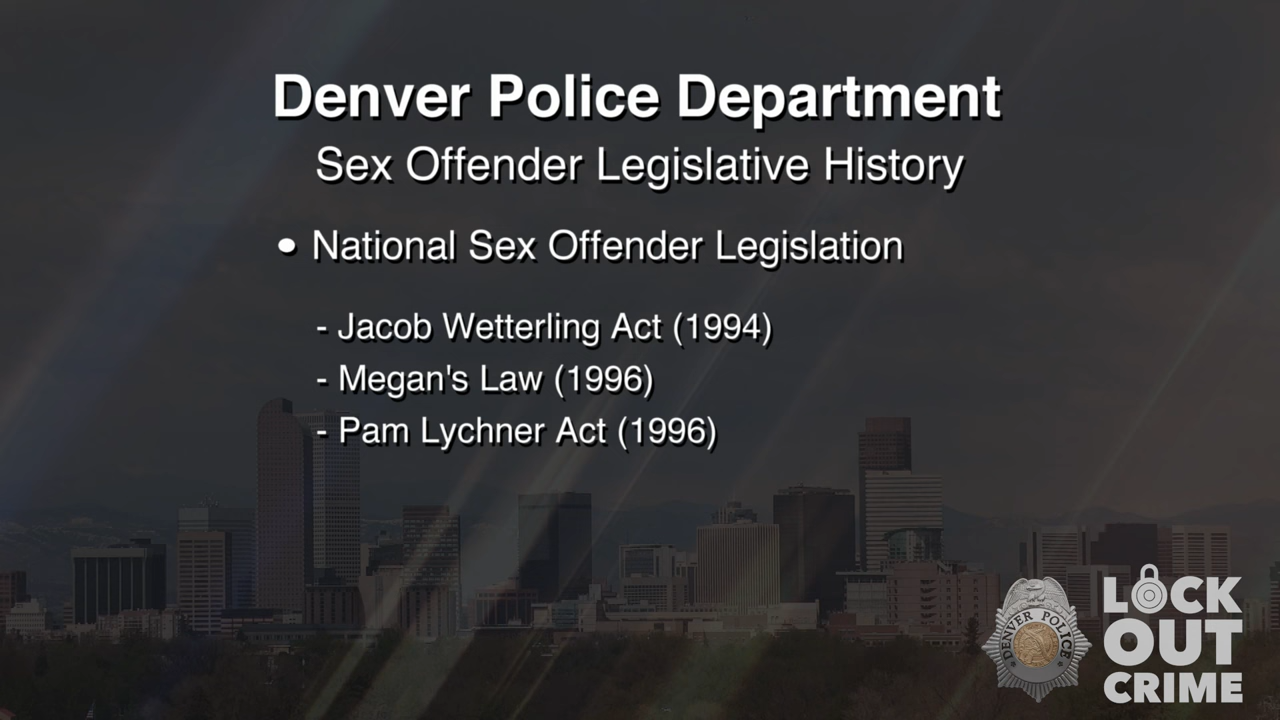 Denver Police Department
Sex Offender Legislative History
• National Sex Offender Legislation
- Jacob Wetterling Act (1994)
- Megan's Law (1996)
- Pam Lychner Act (1996)
DENVER POLICE
LOCK
OUT
CRIME